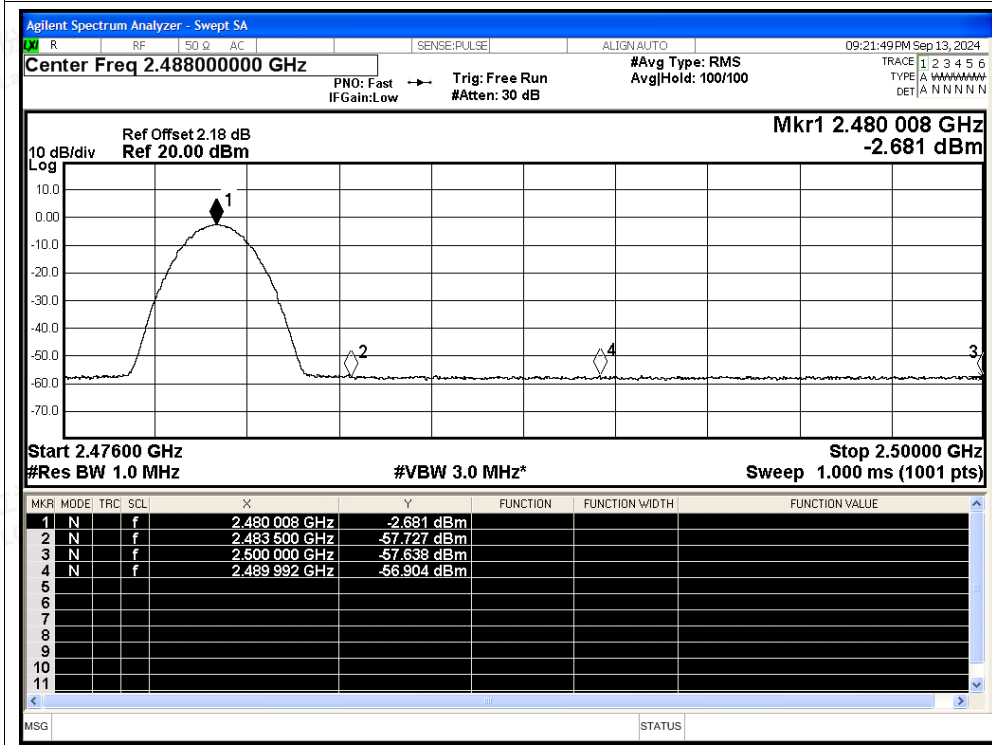 Agilent Spectrum Analyzer - Swept SA
LXI R RF 50 Ω AC SENSE:PULSE ALIGN AUTO 09:21:49 PM Sep 13, 2024
Center Freq 2.488000000 GHz
PNO: Fast
IFGain:Low
Trig: Free Run
#Atten: 30 dB
#Avg Type: RMS
Avg|Hold: 100/100
TRACE 1 2 3 4 5 6
TYPE A WWWWW
DET A N N N N N
Mkr1 2.480 008 GHz
-2.681 dBm
Ref Offset 2.18 dB
10 dB/div Ref 20.00 dBm
Log
10.0
0.00
-10.0
-20.0
-30.0
-40.0
-50.0
-60.0
-70.0
1
2
4
3
Start 2.47600 GHz Stop 2.50000 GHz
#Res BW 1.0 MHz #VBW 3.0 MHz* Sweep 1.000 ms (1001 pts)
MKR MODE TRC SCL X Y FUNCTION FUNCTION WIDTH FUNCTION VALUE
1 N f 2.480 008 GHz -2.681 dBm
2 N f 2.483 500 GHz -57.727 dBm
3 N f 2.500 000 GHz -57.638 dBm
4 N f 2.489 992 GHz -56.904 dBm
5
6
7
8
9
10
11
MSG STATUS